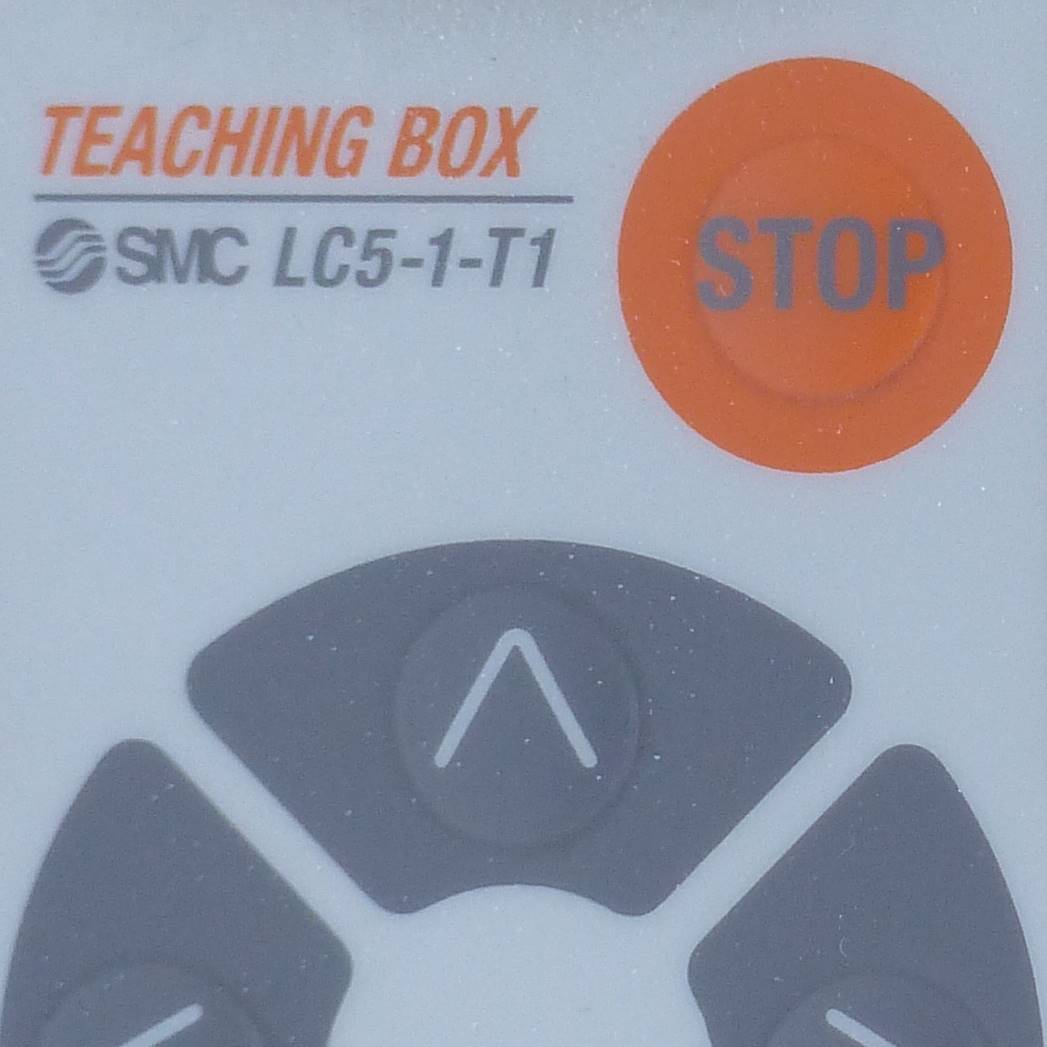 TEACHING BOX
SMC LC5-1-T1
STOP